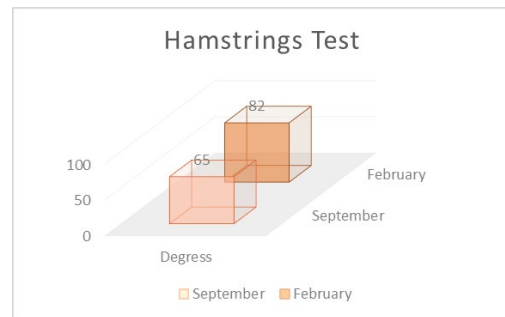 Hamstrings Test
82
65
100
50
0
February
September
Degress
September February